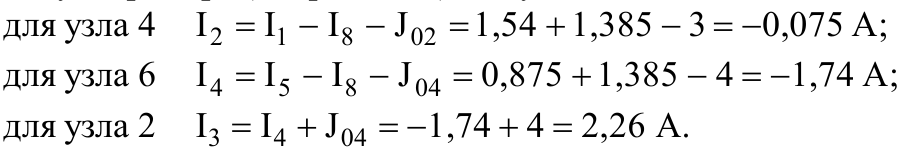 для узла 4 I₂ = I₁ − I₈ − J₀₂ = 1,54 + 1,385 − 3 = −0,075 А;
для узла 6 I₄ = I₅ − I₈ − J₀₄ = 0,875 + 1,385 − 4 = −1,74 А;
для узла 2 I₃ = I₄ + J₀₄ = −1,74 + 4 = 2,26 А.